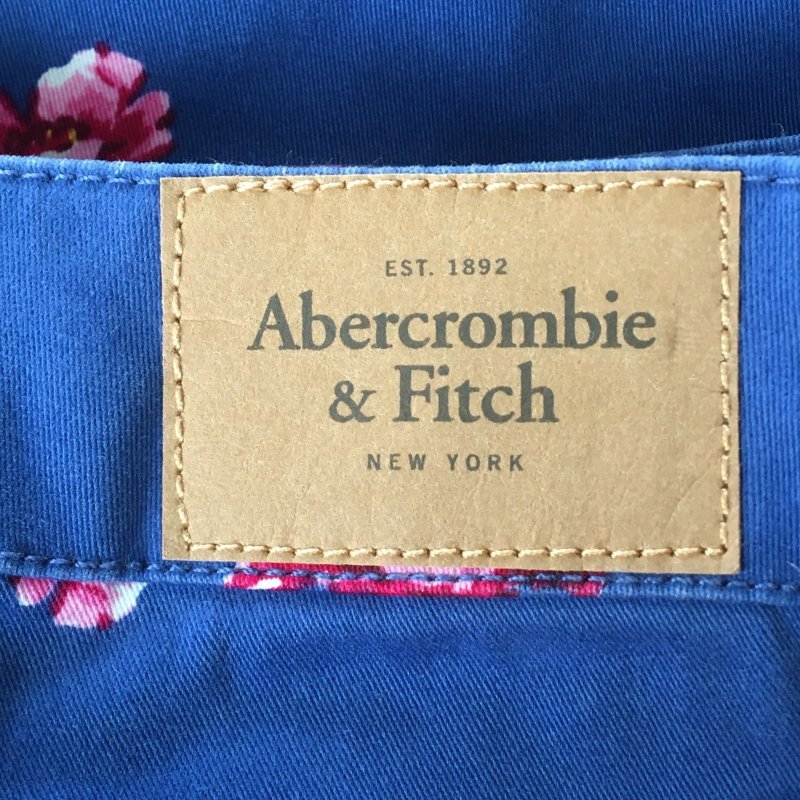 EST. 1892
Abercrombie
& Fitch
NEW YORK